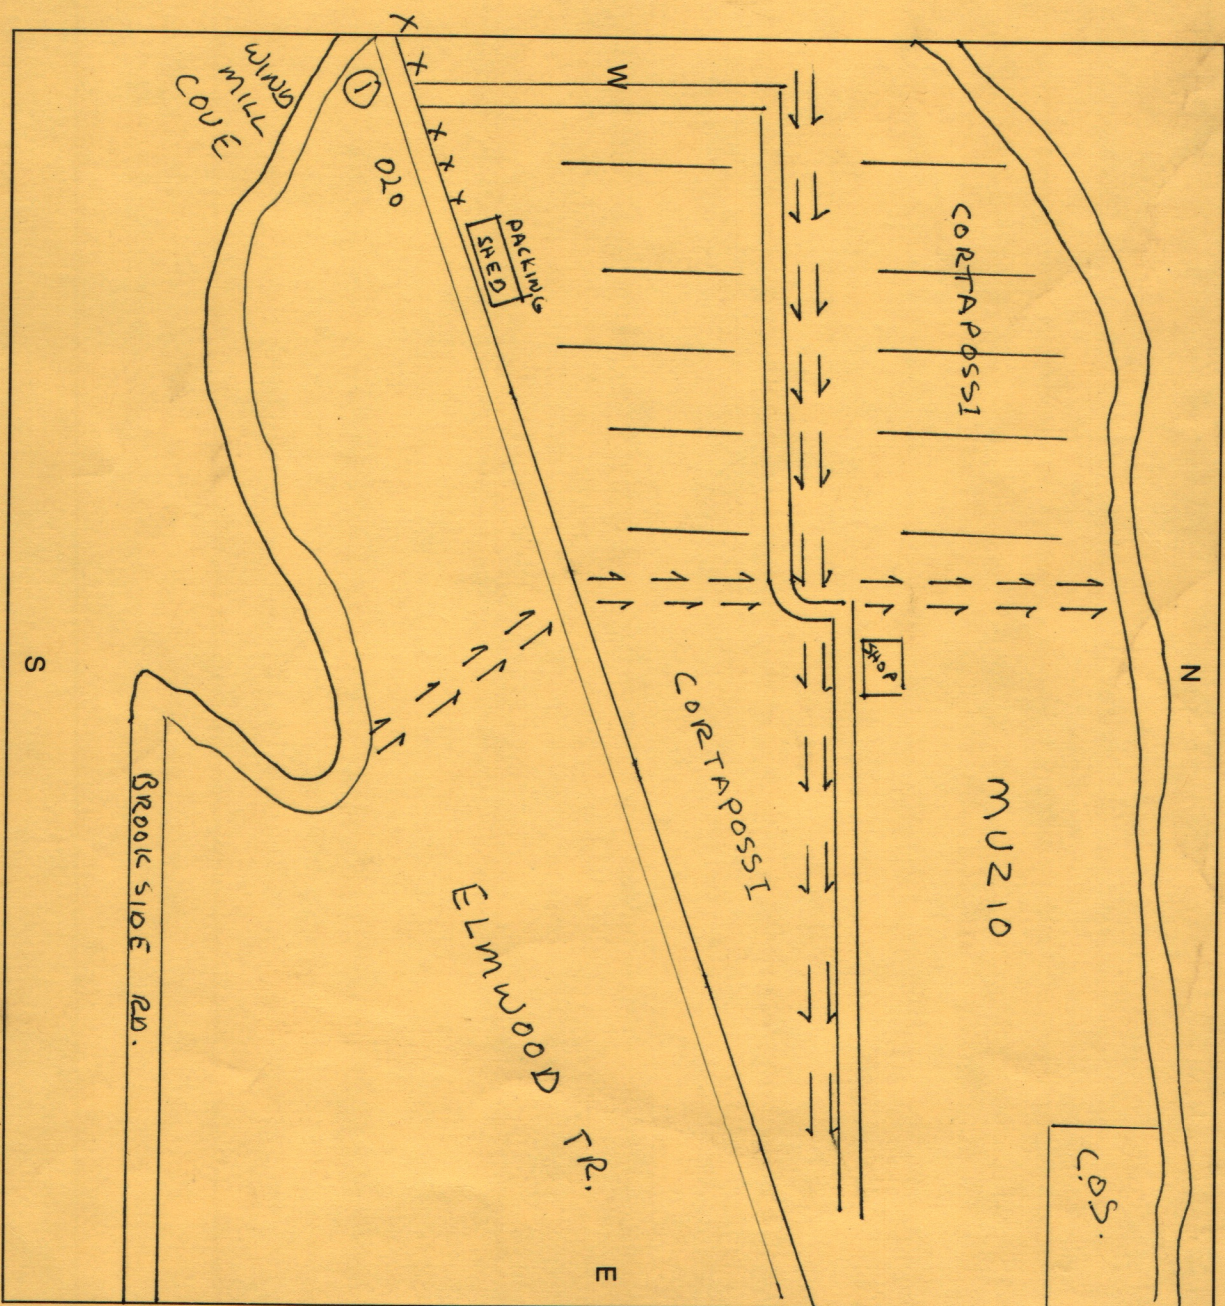 N
C.O.S.
MUZIO
CORTAPOSSI
SHOP
W
CORTAPOSSI
E
PACKING
SHED
ELMWOOD TR.
020
1
WIND
MILL
COVE
BROOKSIDE RD.
S